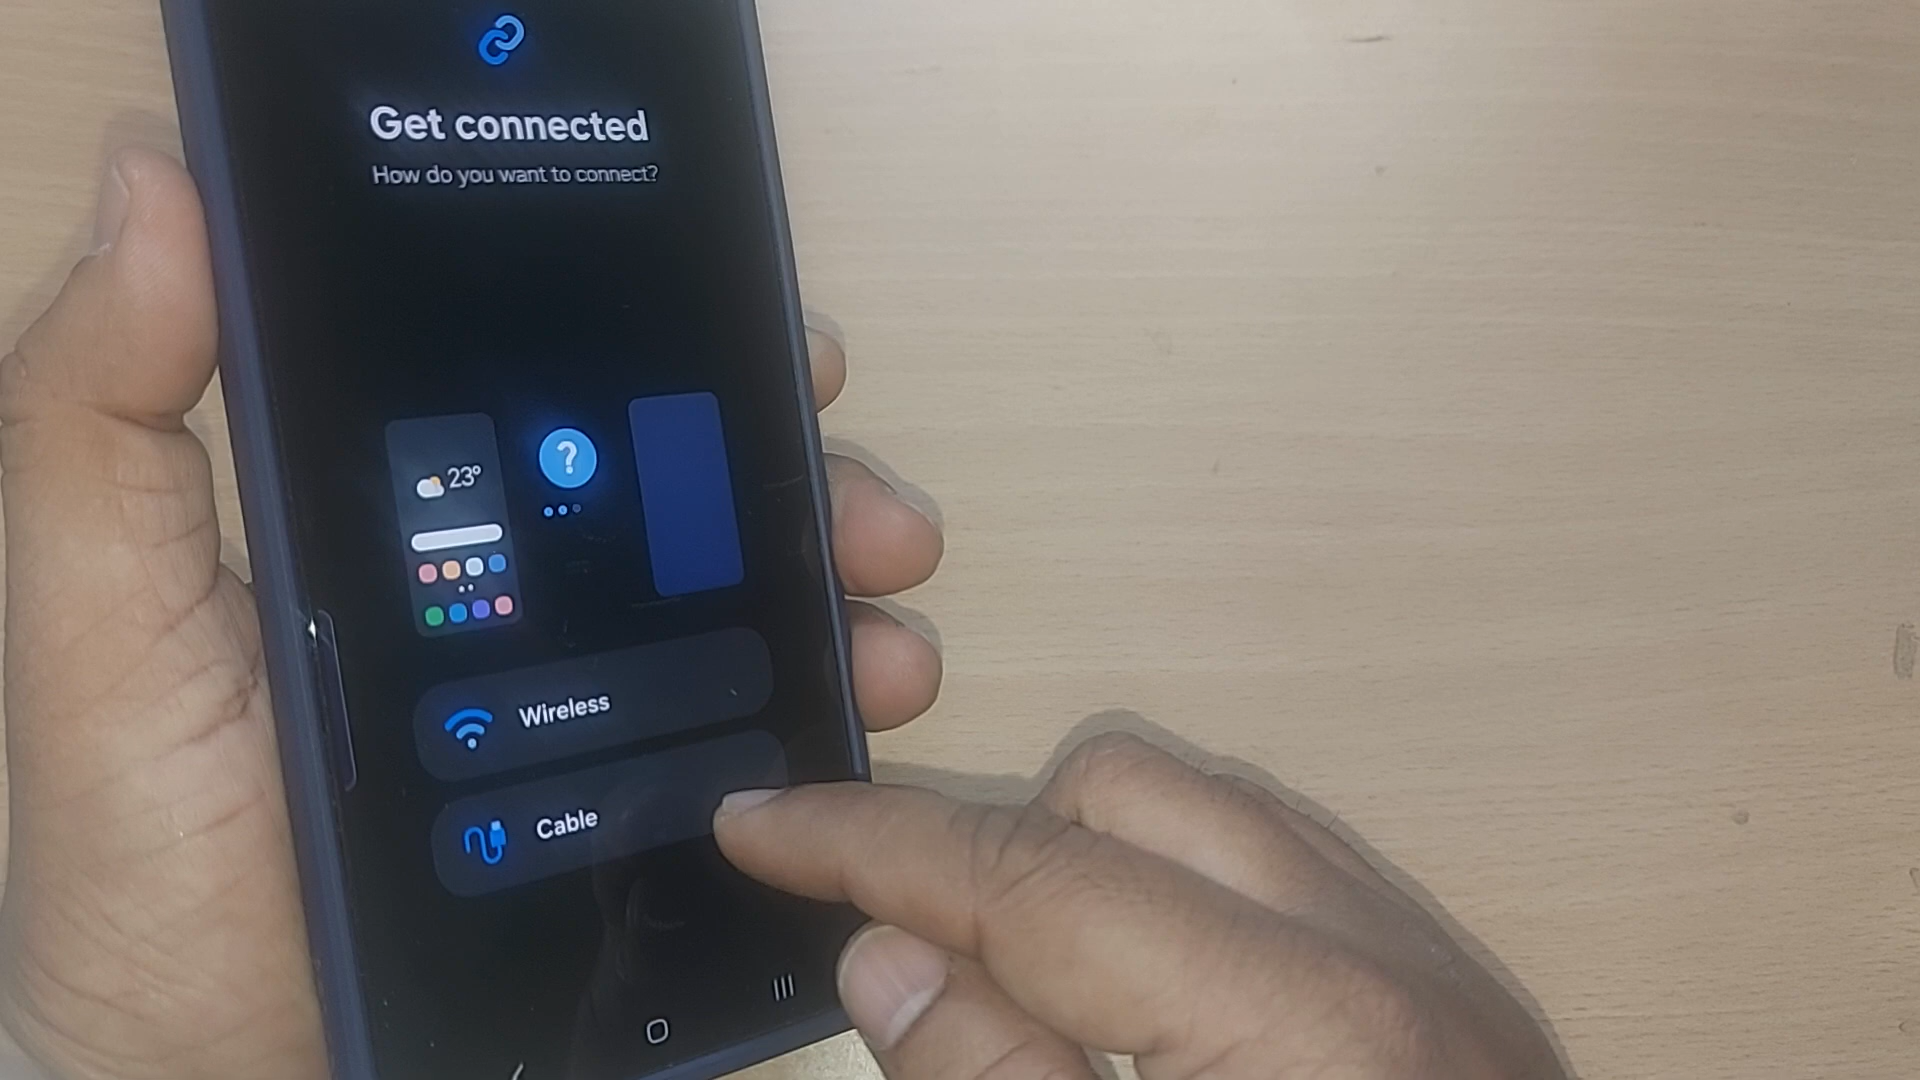 Get connected
How do you want to connect?
23°
?
Wireless
Cable